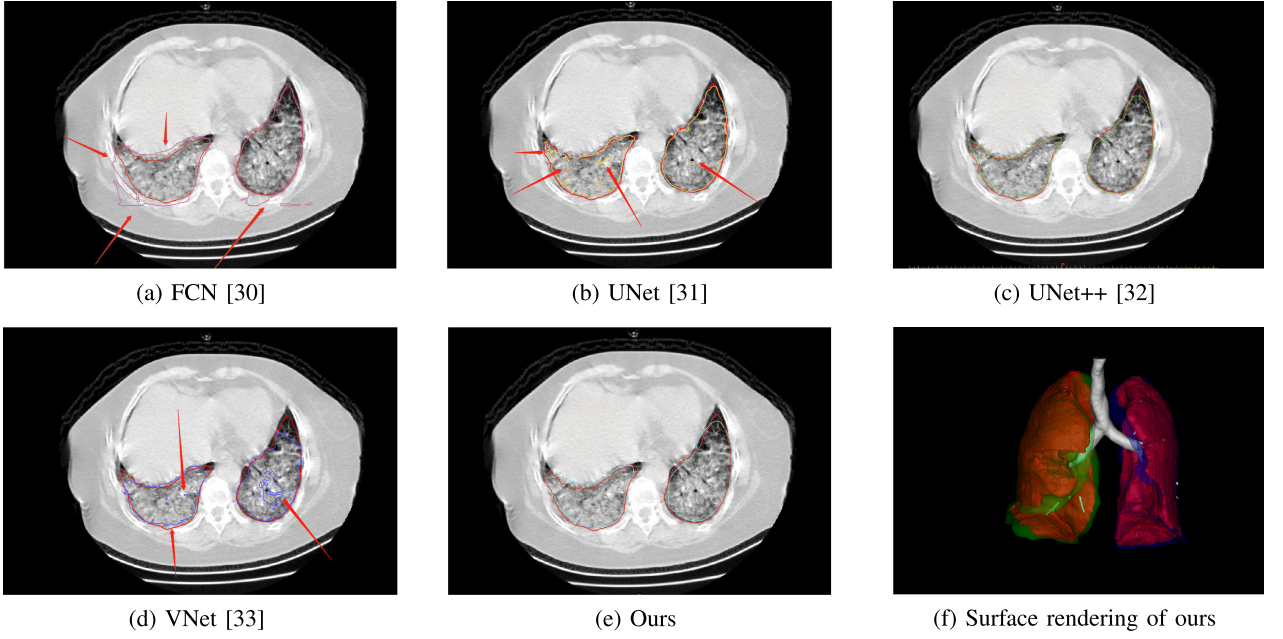 (a) FCN [30]
(b) UNet [31]
(c) UNet++ [32]
(d) VNet [33]
(e) Ours
(f) Surface rendering of ours